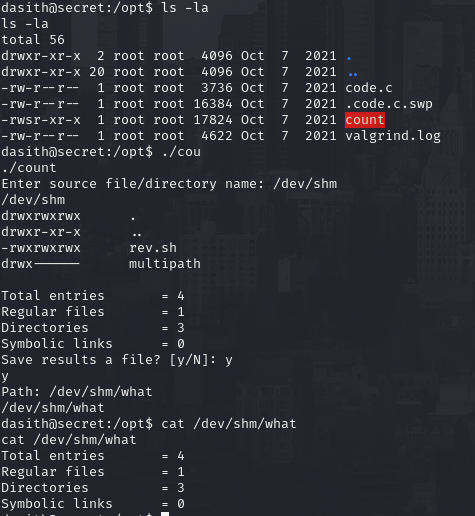 dasith@secret:/opt$ ls -la
ls -la
total 56
drwxr-xr-x  2 root root  4096 Oct  7  2021 .
drwxr-xr-x 20 root root  4096 Oct  7  2021 ..
-rw-r--r--  1 root root  3736 Oct  7  2021 code.c
-rw-r--r--  1 root root 16384 Oct  7  2021 .code.c.swp
-rwsr-xr-x  1 root root 17824 Oct  7  2021 count
-rw-r--r--  1 root root  4622 Oct  7  2021 valgrind.log
dasith@secret:/opt$ ./cou
./count
Enter source file/directory name: /dev/shm
/dev/shm
drwxrwxrwx      .
drwxr-xr-x      ..
-rwxrwxrwx      rev.sh
drwx------      multipath

Total entries       = 4
Regular files       = 1
Directories         = 3
Symbolic links      = 0
Save results a file? [y/N]: y
y
Path: /dev/shm/what
/dev/shm/what
dasith@secret:/opt$ cat /dev/shm/what
cat /dev/shm/what
Total entries       = 4
Regular files       = 1
Directories         = 3
Symbolic links      = 0
dasith@secret:/opt$